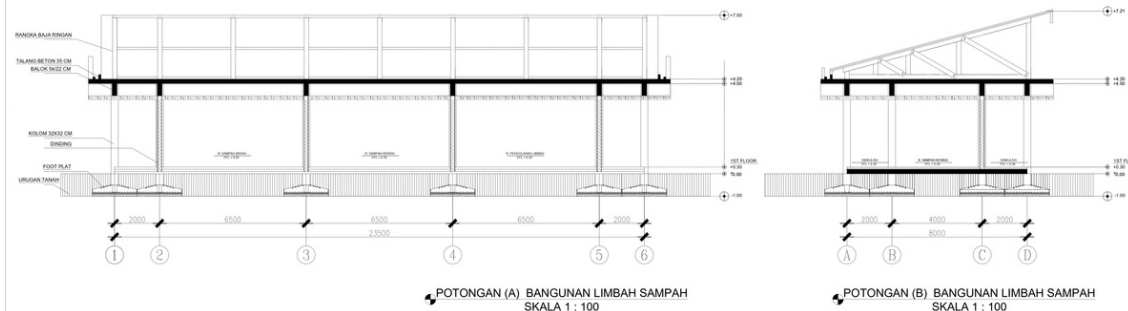 +7.00
RANGKA BAJA RINGAN
TALANG BETON 35 CM
BALOK 54/22 CM
+4.20
+4.00
KOLOM 32X32 CM
DINDING
FOOT PLAT
URUGAN TANAH
1ST FLOOR
+0.30
+0.00
-1.00
2000
6500
6500
6500
2000
23500
1
2
3
4
5
6
POTONGAN (A) BANGUNAN LIMBAH SAMPAH
SKALA 1 : 100
+7.21
+4.20
+4.00
1ST FL
+0.30
+0.00
-1.00
2000
4000
2000
8000
A
B
C
D
POTONGAN (B) BANGUNAN LIMBAH SAMPAH
SKALA 1 : 100